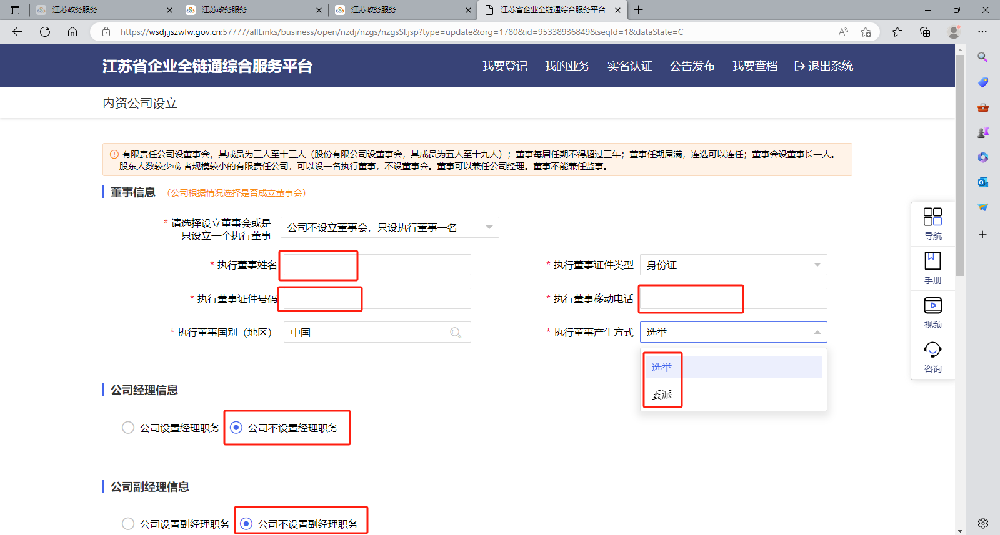 江苏政务服务
江苏政务服务
江苏政务服务
江苏省企业全链通综合服务平台
https://wsdj.jszwfw.gov.cn:57777/allLinks/business/open/nzdj/nzgs/nzgsSl.jsp?type=update&org=1780&id=95338936849&seqId=1&dataState=C
江苏省企业全链通综合服务平台
我要登记
我的业务
实名认证
公告发布
我要查档
退出系统
内资公司设立
有限责任公司设董事会，其成员为三人至十三人（股份有限公司设董事会，其成员为五人至十九人）；董事每届任期不得超过三年；董事任期届满，连选可以连任；董事会设董事长一人。
股东人数较少或 者规模较小的有限责任公司，可以设一名执行董事，不设董事会。董事可以兼任公司经理。董事不能兼任监事。
董事信息 （公司根据情况选择是否成立董事会）
* 请选择设立董事会或是
只设立一个执行董事
公司不设立董事会，只设执行董事一名
* 执行董事姓名
* 执行董事证件类型
身份证
* 执行董事证件号码
* 执行董事移动电话
* 执行董事国别（地区）
中国
* 执行董事产生方式
选举
选举
委派
公司经理信息
公司设置经理职务
公司不设置经理职务
公司副经理信息
公司设置副经理职务
公司不设置副经理职务
导航
手册
视频
咨询